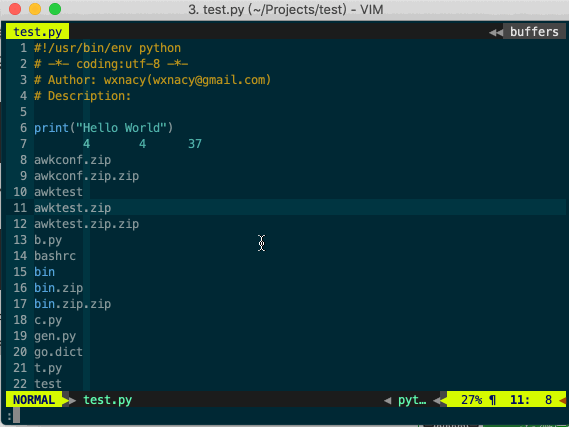 3. test.py (~/Projects/test) - VIM
test.py buffers
1 #!/usr/bin/env python
2 # -*- coding:utf-8 -*-
3 # Author: wxnacy(wxnacy@gmail.com)
4 # Description:
5
6 print("Hello World")
7 4 4 37
8 awkconf.zip
9 awkconf.zip.zip
10 awktest
11 awktest.zip
12 awktest.zip.zip
13 b.py
14 bashrc
15 bin
16 bin.zip
17 bin.zip.zip
18 c.py
19 gen.py
20 go.dict
21 t.py
22 test
NORMAL test.py pyt… 27% ¶ 11: 8
: